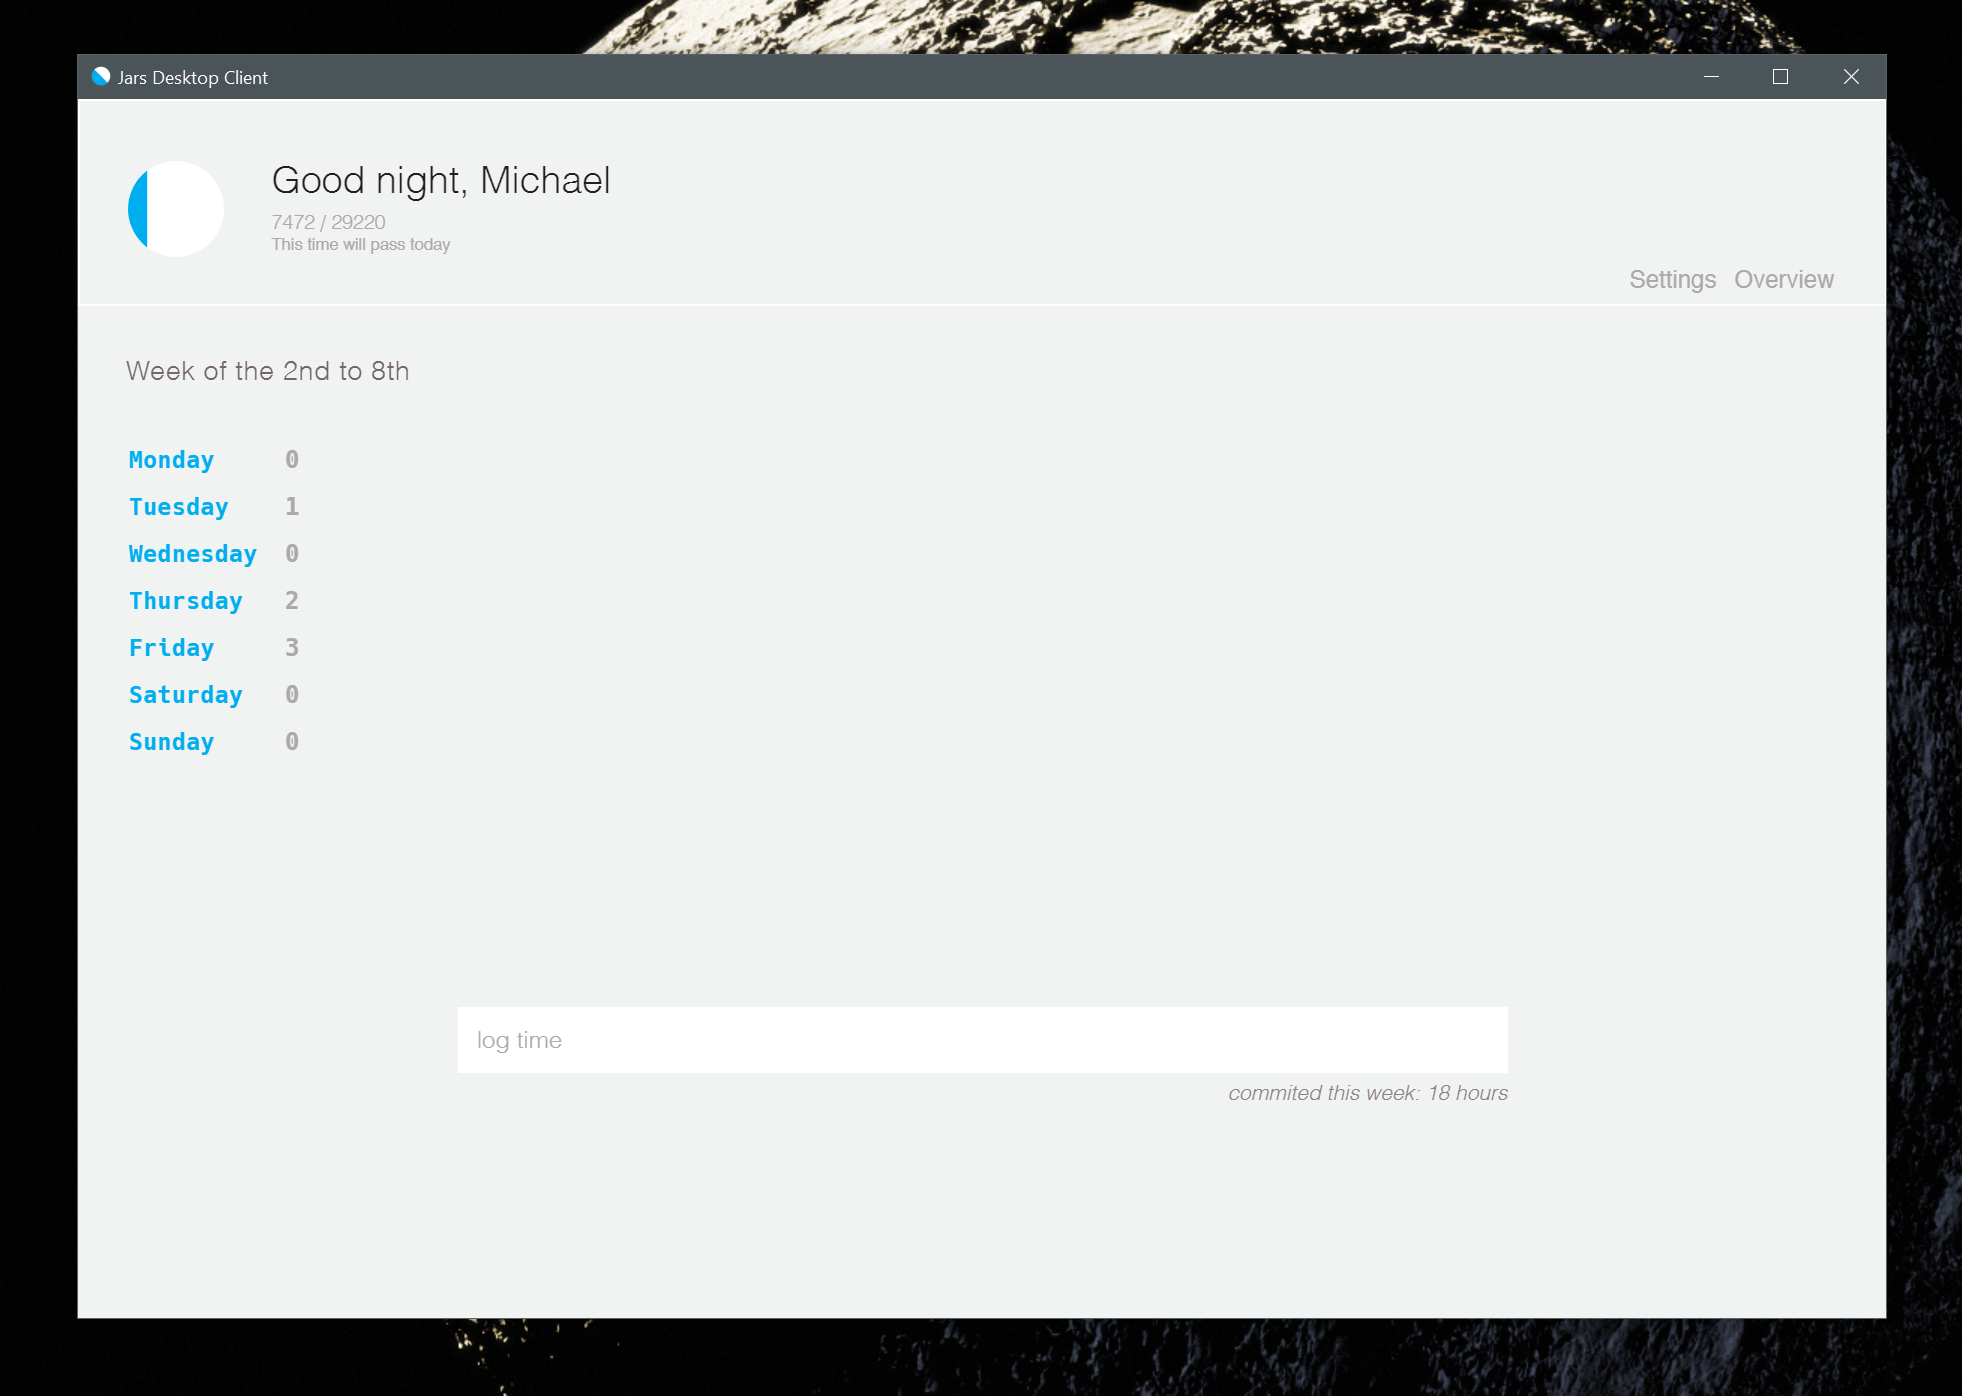 Jars Desktop Client
Good night, Michael
7472 / 29220
This time will pass today
Settings Overview
Week of the 2nd to 8th
Monday 0
Tuesday 1
Wednesday 0
Thursday 2
Friday 3
Saturday 0
Sunday 0
log time
commited this week: 18 hours